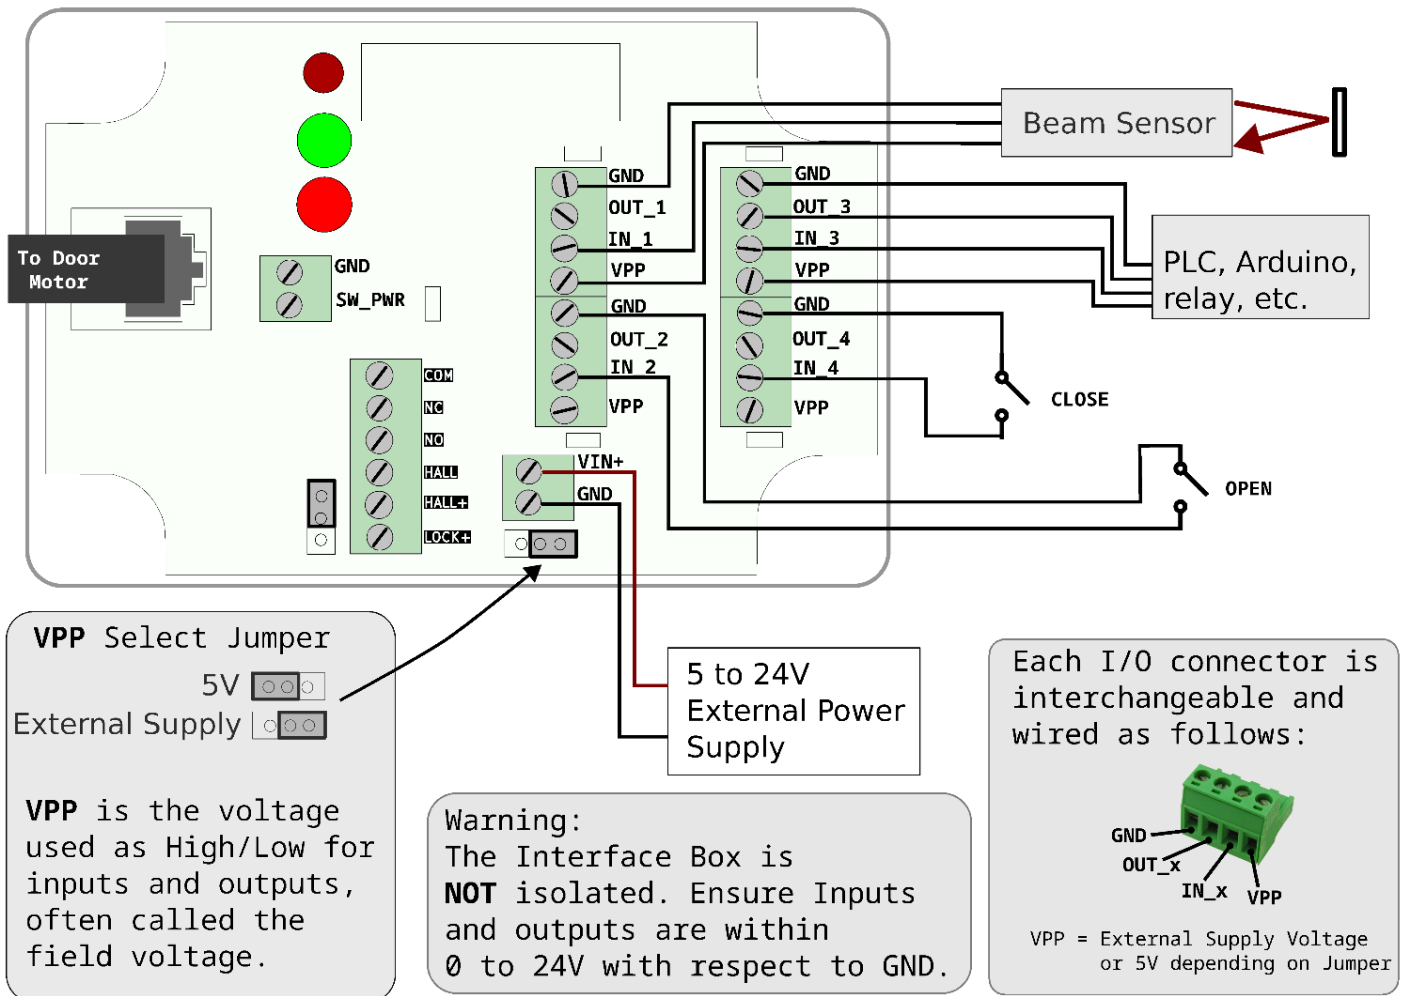 Beam Sensor
GND
OUT_1
IN_1
VPP
GND
OUT_2
IN_2
VPP
GND
OUT_3
IN_3
VPP
GND
OUT_4
IN_4
VPP
PLC, Arduino,
relay, etc.
To Door
Motor
GND
SW_PWR
COM
NC
NO
HALL
HALL+
LOCK+
VIN+
GND
CLOSE
OPEN
VPP Select Jumper
5V
External Supply
VPP is the voltage
used as High/Low for
inputs and outputs,
often called the
field voltage.
5 to 24V
External Power
Supply
Warning:
The Interface Box is
NOT isolated. Ensure Inputs
and outputs are within
0 to 24V with respect to GND.
Each I/O connector is
interchangeable and
wired as follows:
GND
OUT_x
IN_x
VPP
VPP = External Supply Voltage
or 5V depending on Jumper